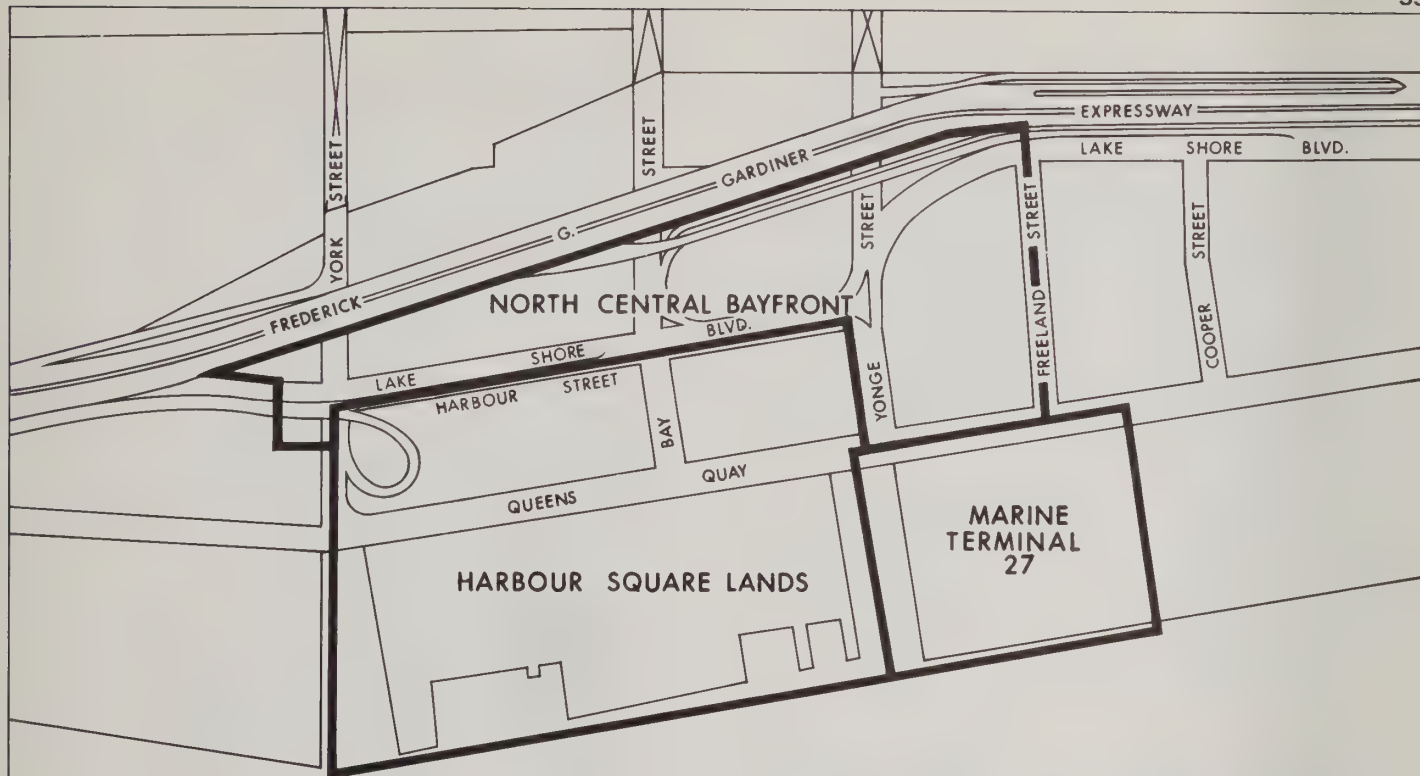 YORK STREET
STREET
STREET
FREDERICK G. GARDINER EXPRESSWAY
LAKE SHORE BLVD.
NORTH CENTRAL BAYFRONT
LAKE SHORE BLVD.
HARBOUR STREET
BAY
YONGE
FREELAND STREET
COOPER STREET
QUEENS QUAY
HARBOUR SQUARE LANDS
MARINE
TERMINAL
27